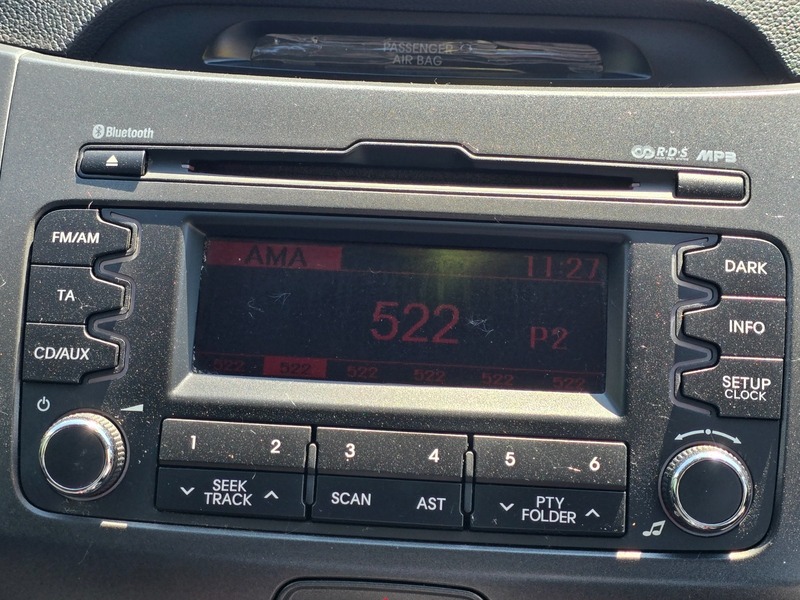 PASSENGER
AIR BAG
Bluetooth
R·D·S MP3
FM/AM
TA
CD/AUX
AMA 11:27
522 P2
522 522 522 522 522 522
DARK
INFO
SETUP
CLOCK
1 2 3 4 5 6
SEEK
TRACK
SCAN AST
PTY
FOLDER